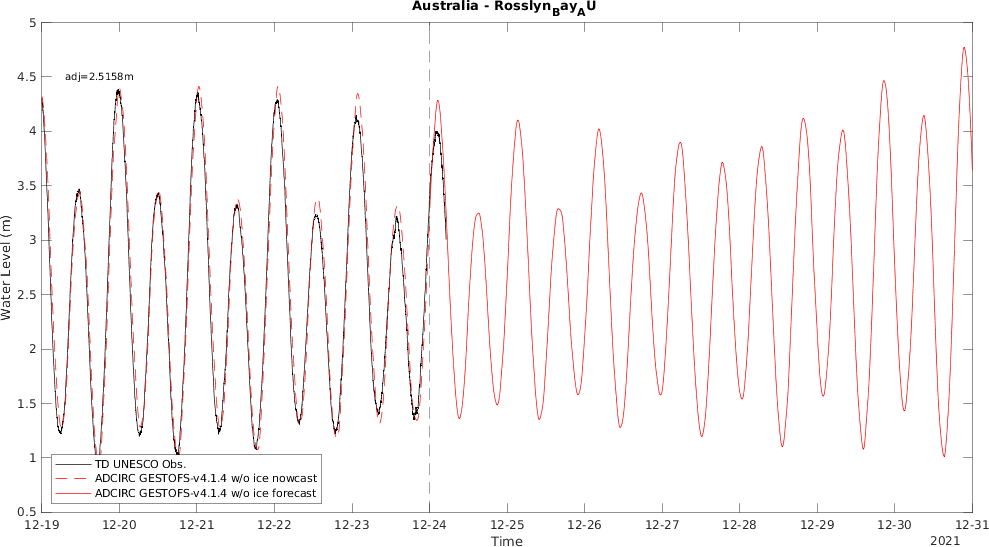 Australia - Rosslyn_Bay_AU
5
adj=2.5158m
4.5
4
3.5
3
2.5
2
1.5
1
0.5
Water Level (m)
TD UNESCO Obs.
ADCIRC GESTOFS-v4.1.4 w/o ice nowcast
ADCIRC GESTOFS-v4.1.4 w/o ice forecast
12-19 12-20 12-21 12-22 12-23 12-24 12-25 12-26 12-27 12-28 12-29 12-30 12-31
Time
2021